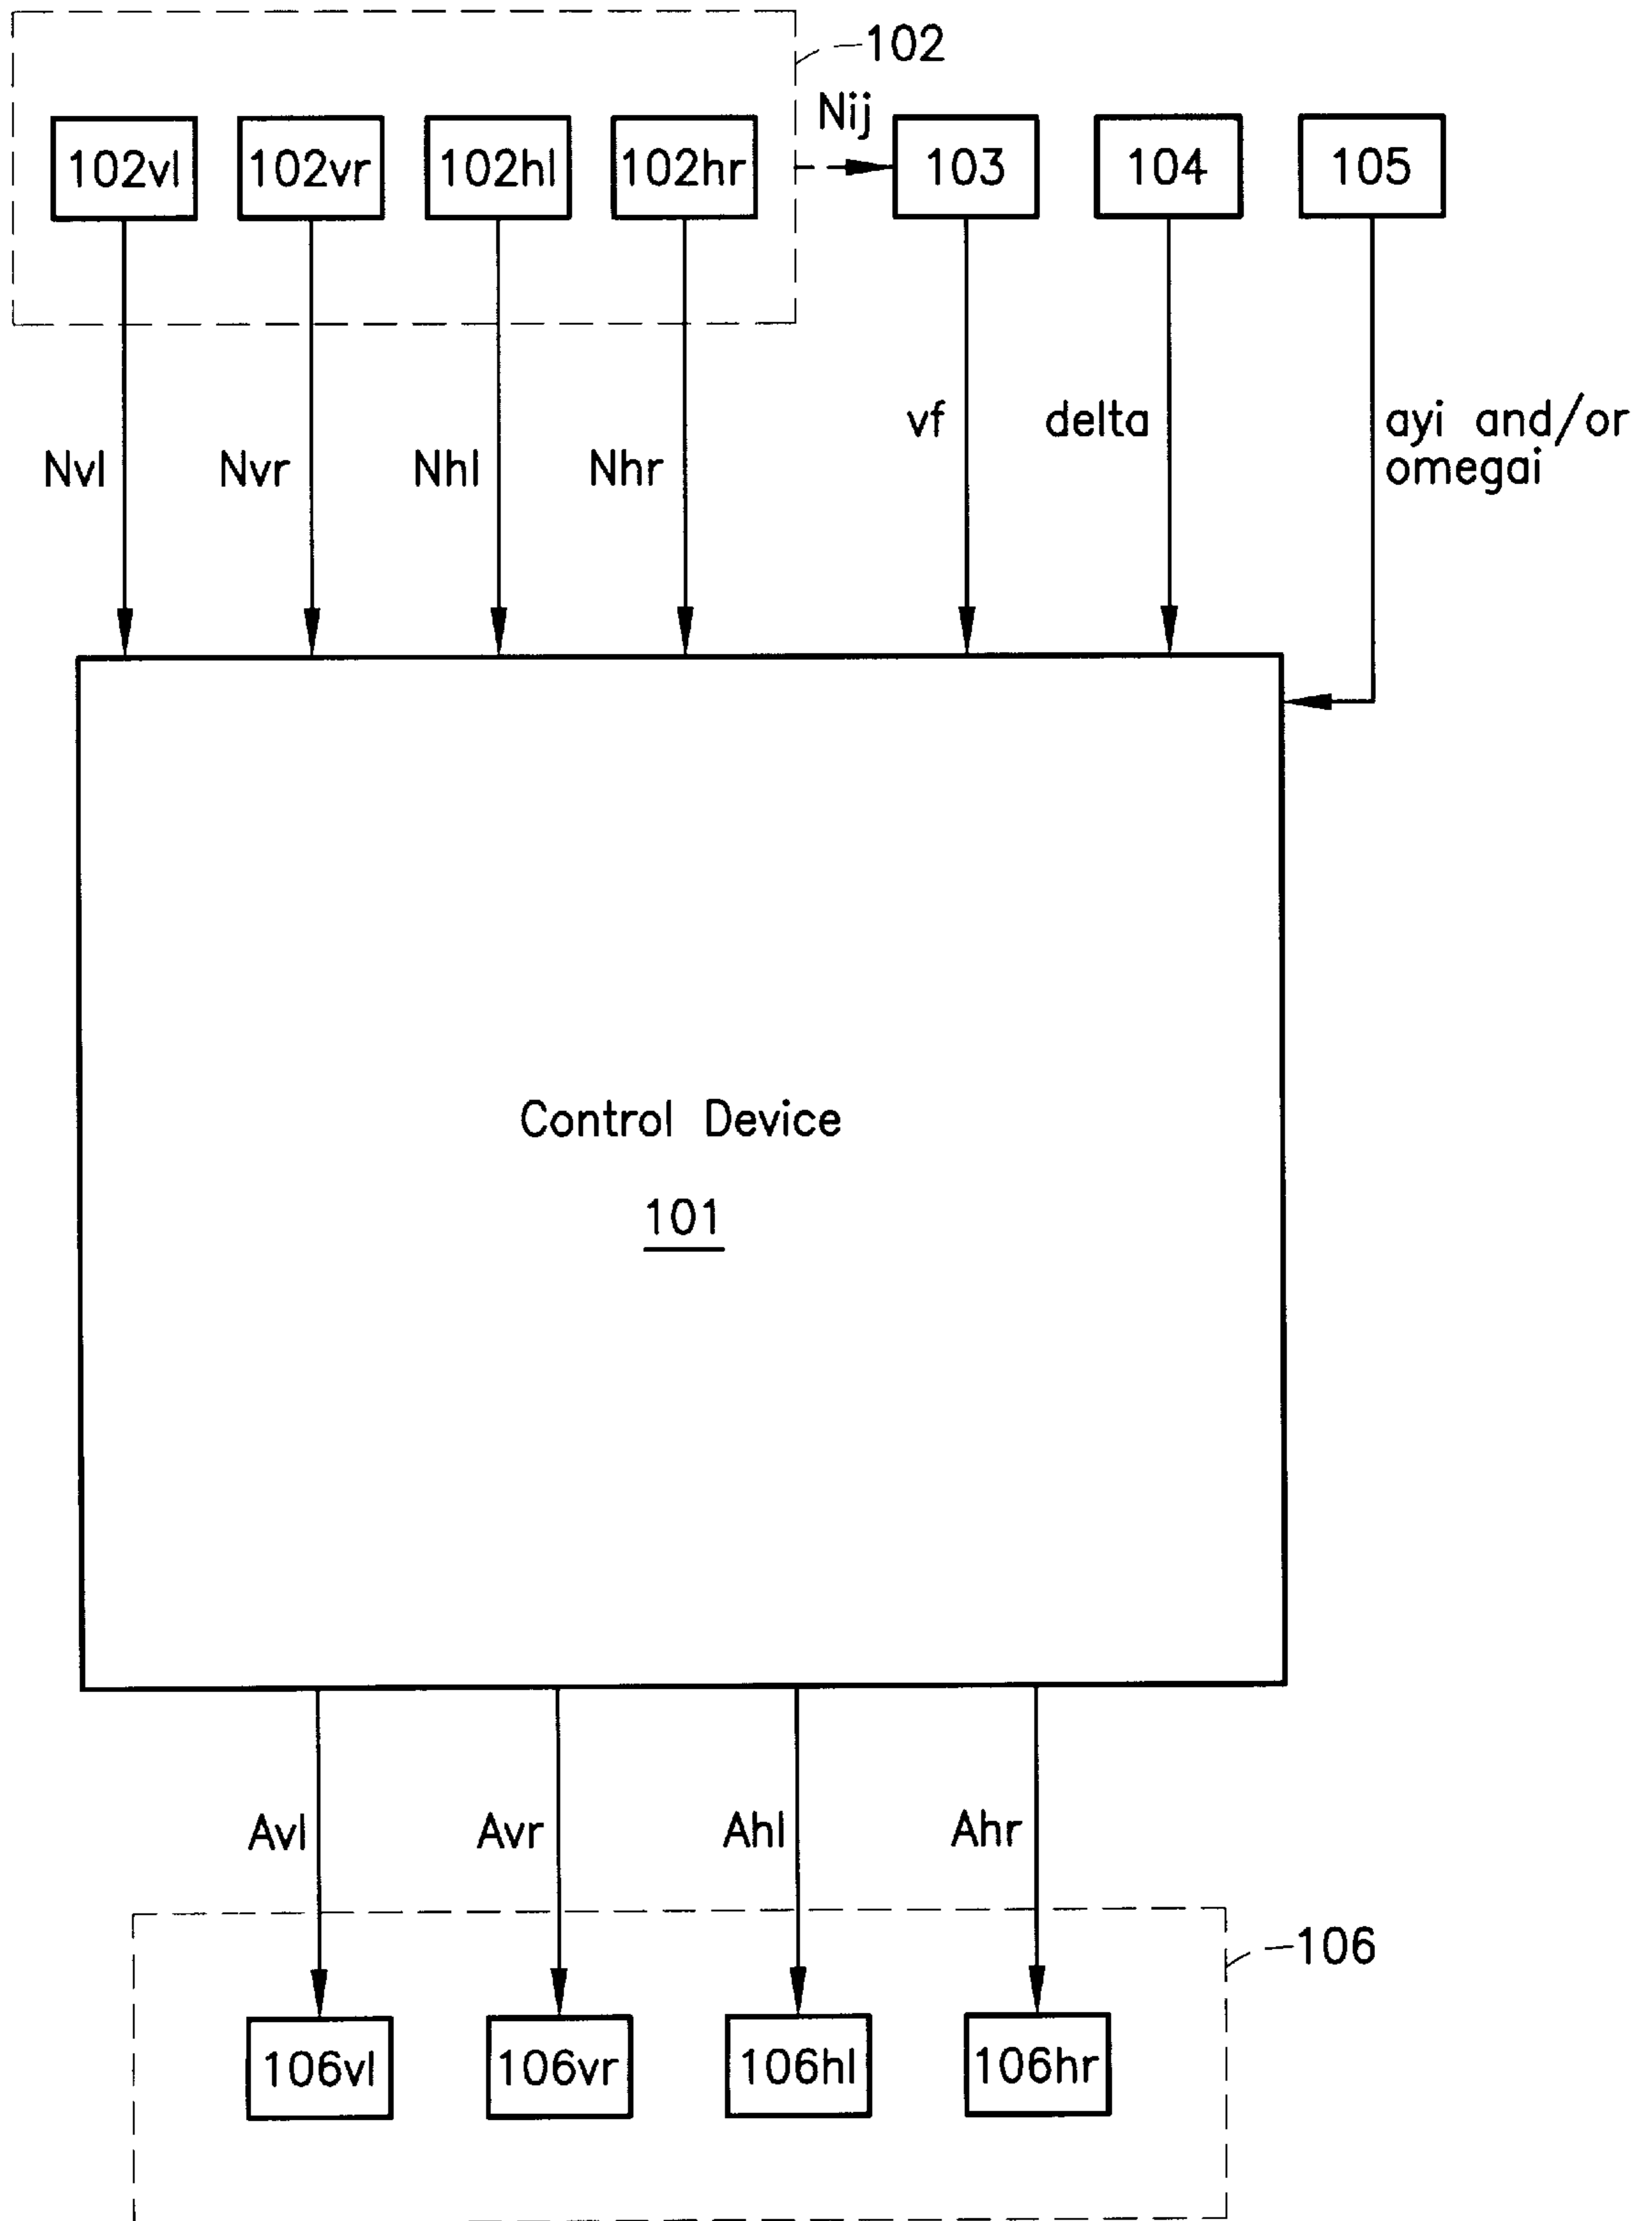 102
Nij
102vl
102vr
102hl
102hr
103
104
105
vf
delta
ayi and/or
omegai
Nvl
Nvr
Nhl
Nhr
Control Device
101
Avl
Avr
Ahl
Ahr
106
106vl
106vr
106hl
106hr